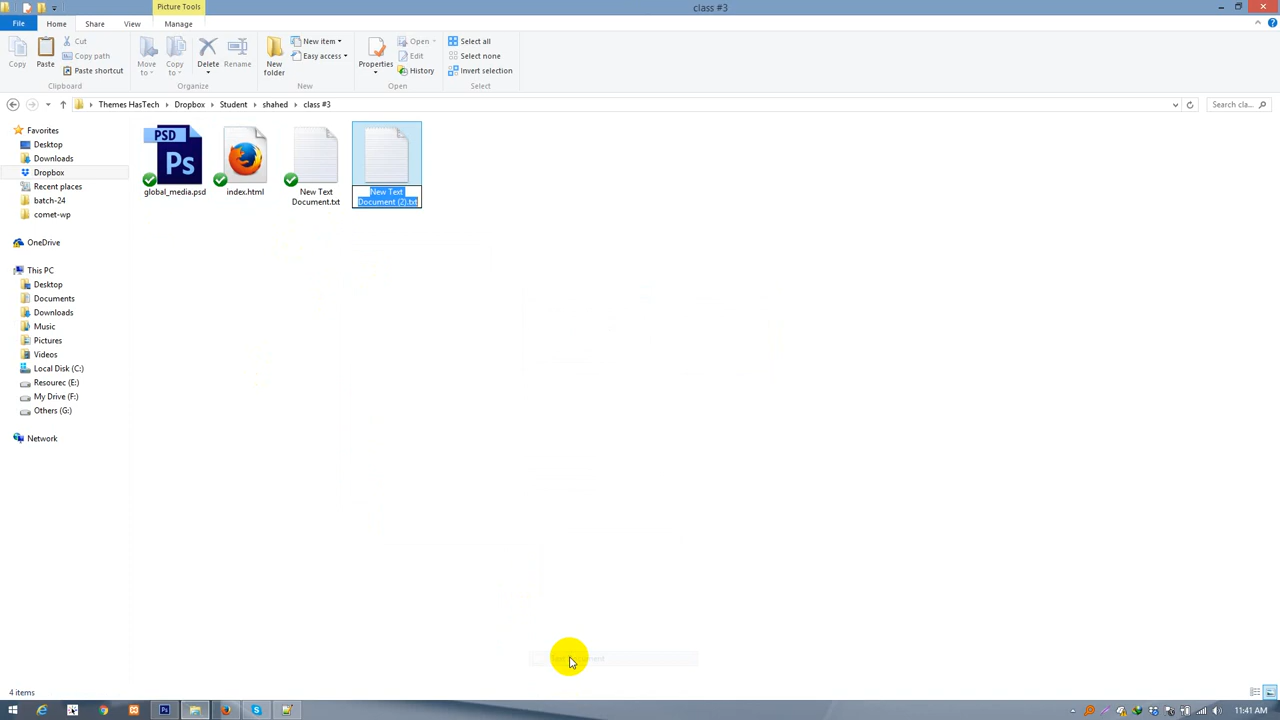 Picture Tools
class #3
File
Home
Share
View
Manage
Copy
Paste
Cut
Copy path
Paste shortcut
Move to
Copy to
Delete
Rename
New folder
New item
Easy access
Properties
Open
Edit
History
Select all
Select none
Invert selection
Clipboard
Organize
New
Open
Select
Themes HasTech
Dropbox
Student
shahed
class #3
Search cla...
Favorites
Desktop
Downloads
Dropbox
Recent places
batch-24
comet-wp
OneDrive
This PC
Desktop
Documents
Downloads
Music
Pictures
Videos
Local Disk (C:)
Resourec (E:)
My Drive (F:)
Others (G:)
Network
PSD
Ps
global_media.psd
index.html
New Text
Document.txt
New Text
Document (2).txt
4 items
Ps
11:41 AM